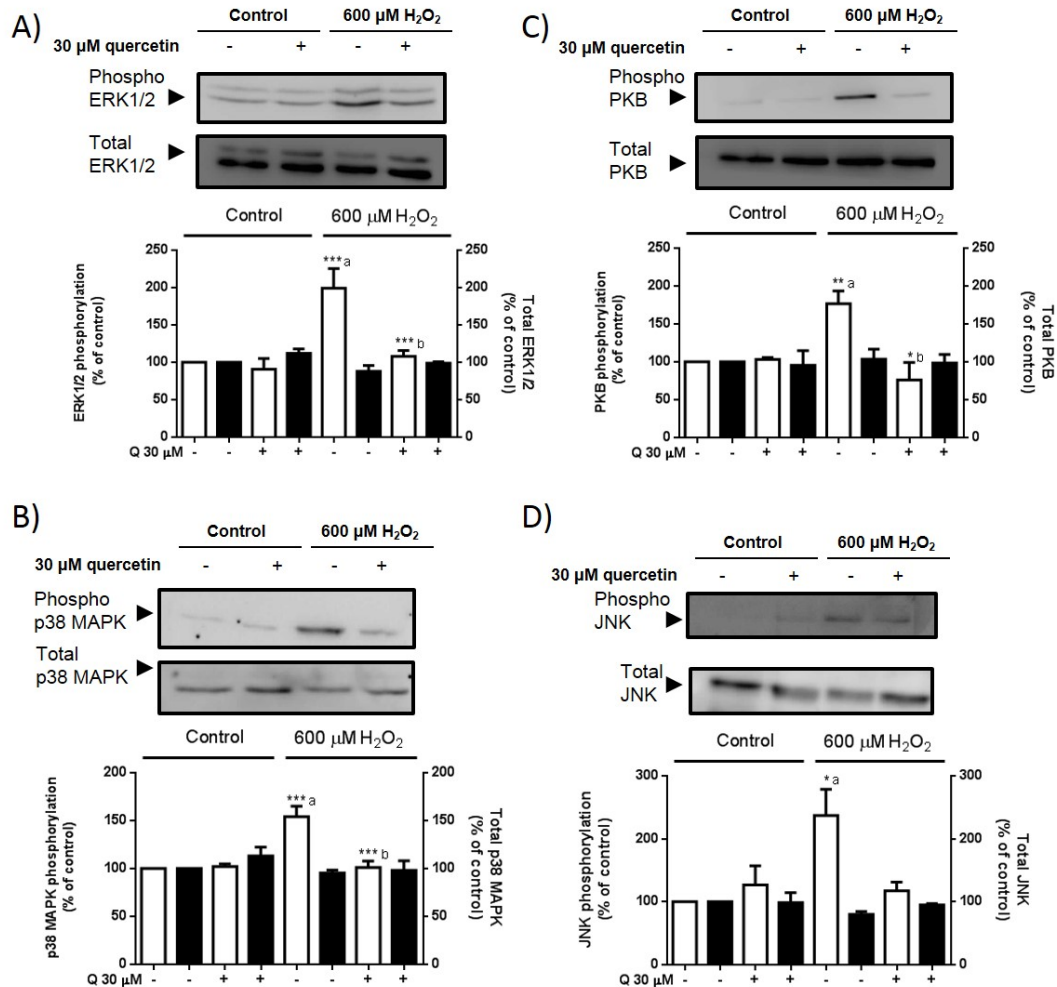 A)
Control 600 µM H₂O₂
30 µM quercetin - + - +
Phospho
ERK1/2
Total
ERK1/2
Control 600 µM H₂O₂
ERK1/2 phosphorylation
(% of control)
250 250
200 200
150 150
100 100
50 50
0 0
***a
***b
Total ERK1/2
(% of control)
Q 30 µM - - + + - - + +
C)
Control 600 µM H₂O₂
30 µM quercetin - + - +
Phospho
PKB
Total
PKB
Control 600 µM H₂O₂
PKB phosphorylation
(% of control)
250 250
200 200
150 150
100 100
50 50
0 0
** a
* b
Total PKB
(% of control)
Q 30 µM - - + + - - + +
B)
Control 600 µM H₂O₂
30 µM quercetin - + - +
Phospho
p38 MAPK
Total
p38 MAPK
Control 600 µM H₂O₂
p38 MAPK phosphorylation
(% of control)
200 200
150 150
100 100
50 50
0 0
*** a
*** b
Total p38 MAPK
(% of control)
Q 30 µM - - + + - - + +
D)
Control 600 µM H₂O₂
30 µM quercetin - + - +
Phospho
JNK
Total
JNK
Control 600 µM H₂O₂
JNK phosphorylation
(% of control)
300 300
200 200
100 100
0 0
* a
Total JNK
(% of control)
Q 30 µM - - + + - - + +